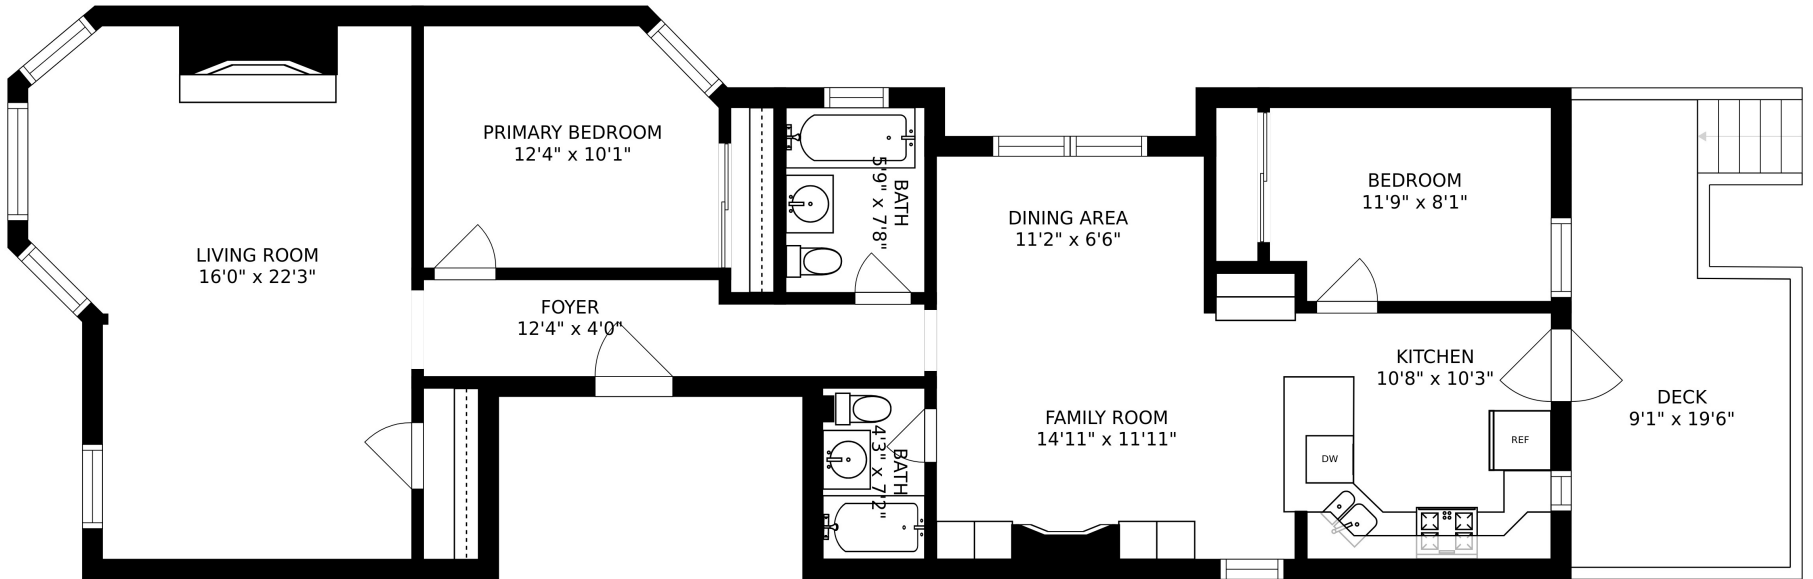 LIVING ROOM
16'0" x 22'3"
PRIMARY BEDROOM
12'4" x 10'1"
FOYER
12'4" x 4'0"
BATH
5'9" x 7'8"
BATH
4'3" x 7'2"
DINING AREA
11'2" x 6'6"
FAMILY ROOM
14'11" x 11'11"
BEDROOM
11'9" x 8'1"
KITCHEN
10'8" x 10'3"
DW
REF
DECK
9'1" x 19'6"